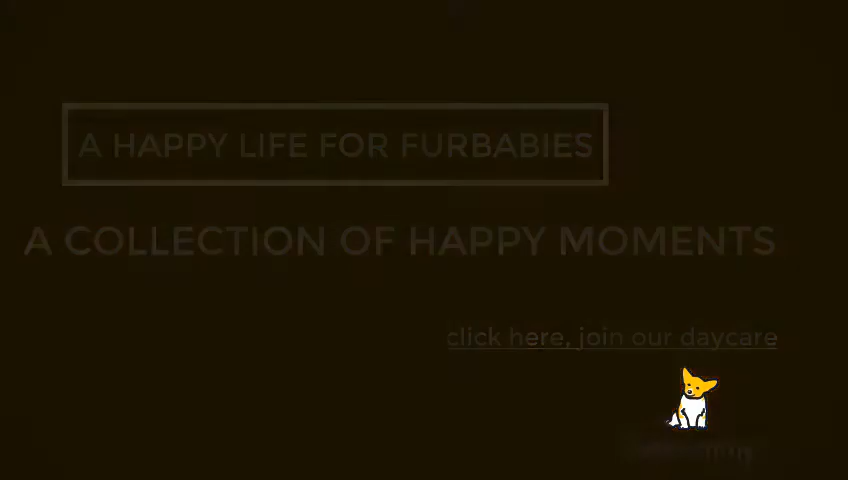 A HAPPY LIFE FOR FURBABIES
A COLLECTION OF HAPPY MOMENTS
click here, join our daycare